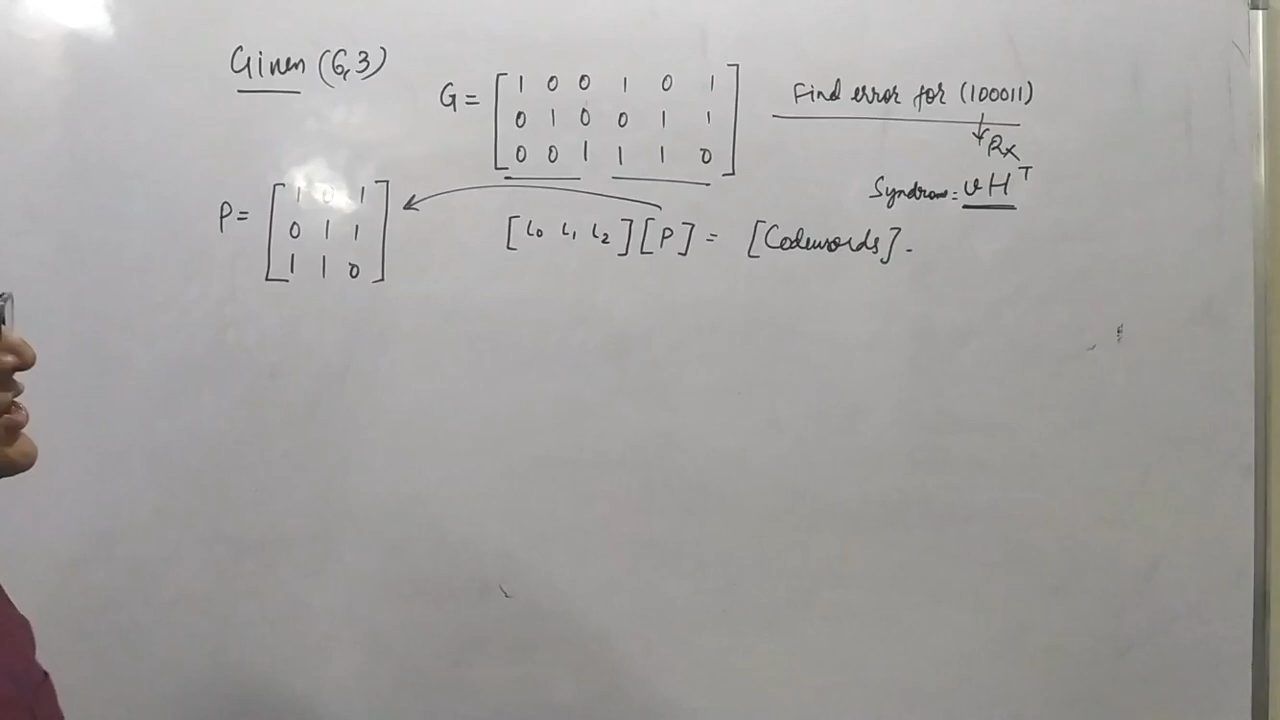 Given (6,3)
G = [ 1 0 0 1 0 1
0 1 0 0 1 1
0 0 1 1 1 0 ]
Find error for (100011)
Rx
Syndrome = vH^T
P = [ 1 0 1
0 1 1
1 1 0 ]
[i0 i1 i2][P] = [Codewords].